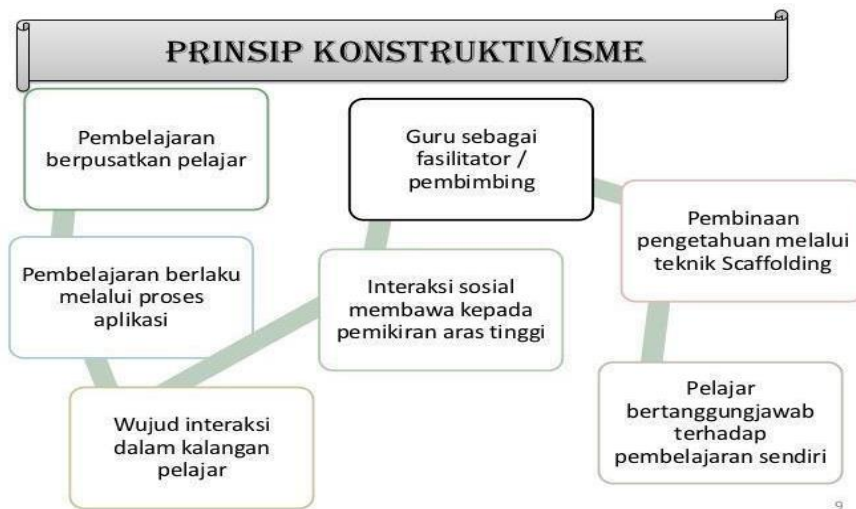 PRINSIP KONSTRUKTIVISME
Pembelajaran
berpusatkan pelajar
Pembelajaran berlaku
melalui proses
aplikasi
Wujud interaksi
dalam kalangan
pelajar
Interaksi sosial
membawa kepada
pemikiran aras tinggi
Guru sebagai
fasilitator /
pembimbing
Pembinaan
pengetahuan melalui
teknik Scaffolding
Pelajar
bertanggungjawab
terhadap
pembelajaran sendiri
9